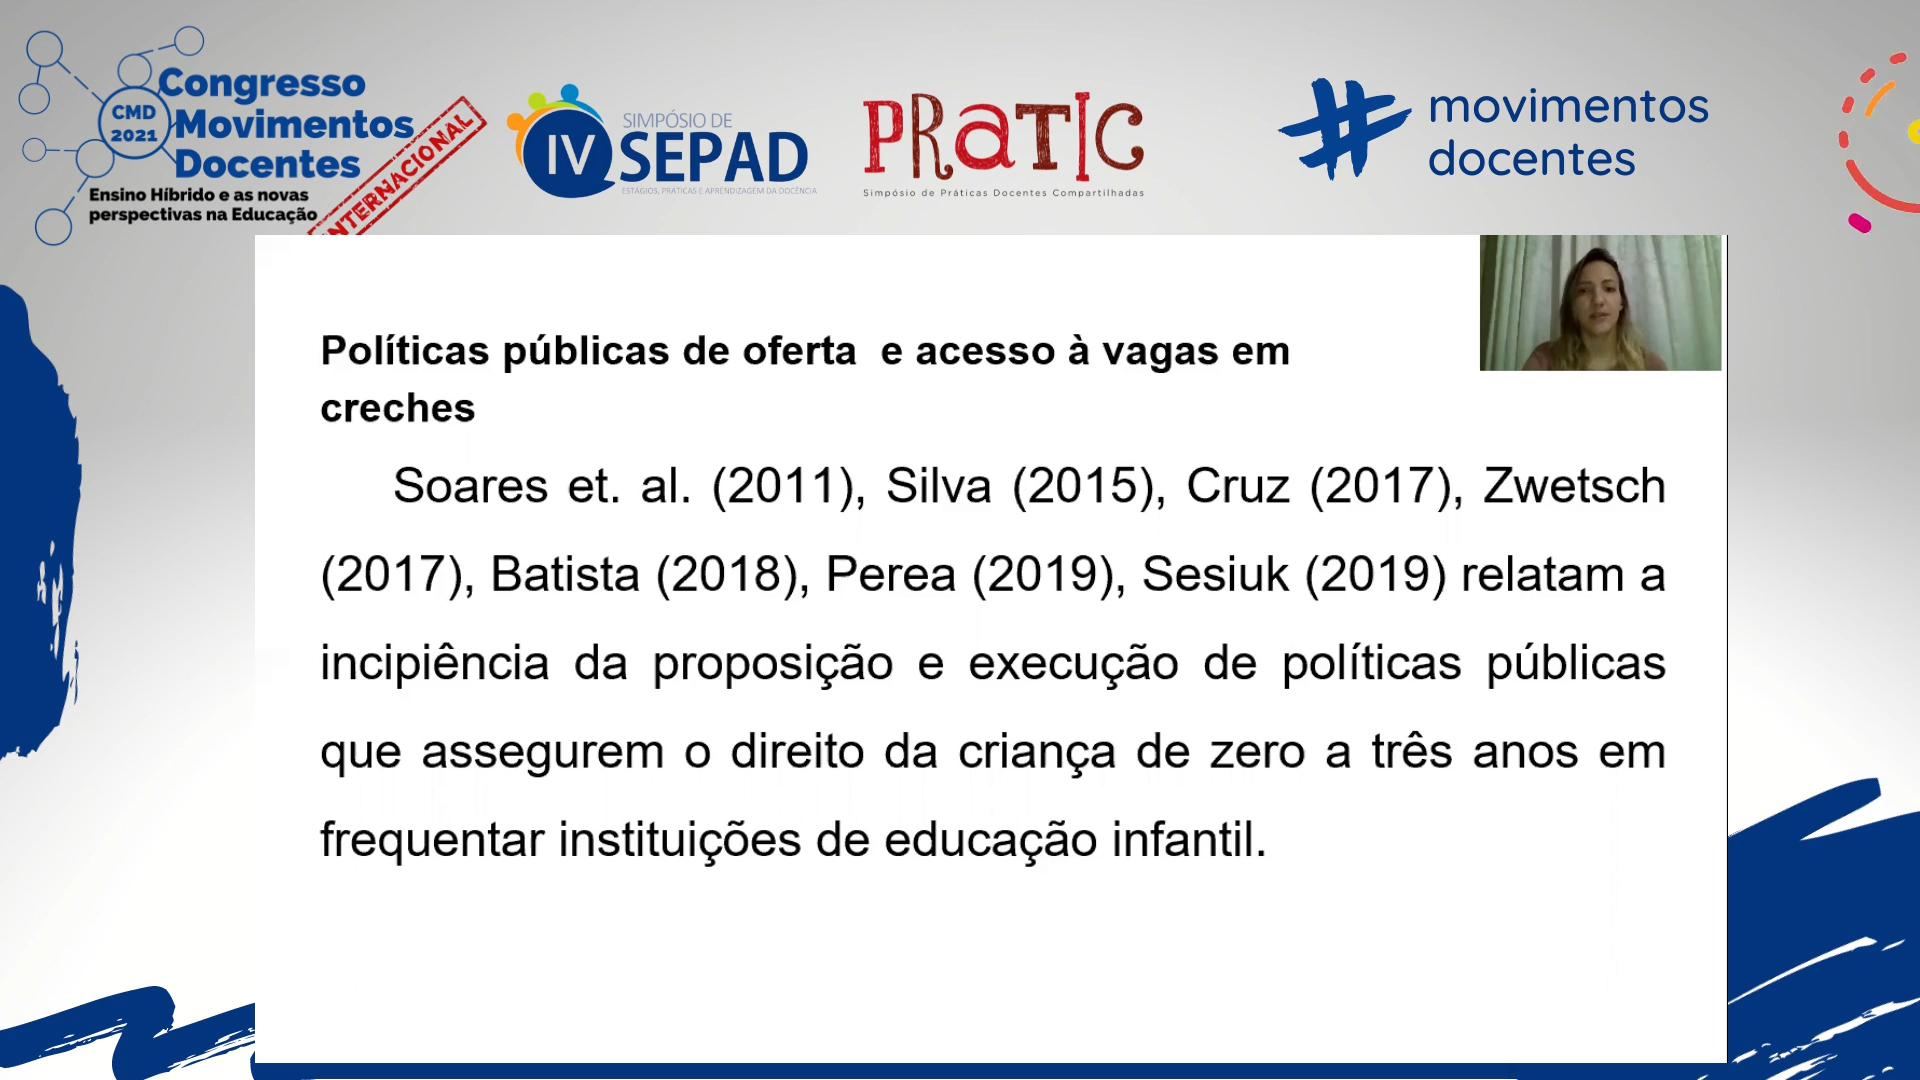 Congresso
CMD
2021
Movimentos
Docentes
INTERNACIONAL
Ensino Híbrido e as novas
perspectivas na Educação
SIMPÓSIO DE
IV SEPAD
ESTÁGIOS, PRÁTICAS E APRENDIZAGEM DA DOCÊNCIA
PRATIC
Simpósio de Práticas Docentes Compartilhadas
# movimentos
docentes
Políticas públicas de oferta e acesso à vagas em
creches
Soares et. al. (2011), Silva (2015), Cruz (2017), Zwetsch
(2017), Batista (2018), Perea (2019), Sesiuk (2019) relatam a
incipiência da proposição e execução de políticas públicas
que assegurem o direito da criança de zero a três anos em
frequentar instituições de educação infantil.